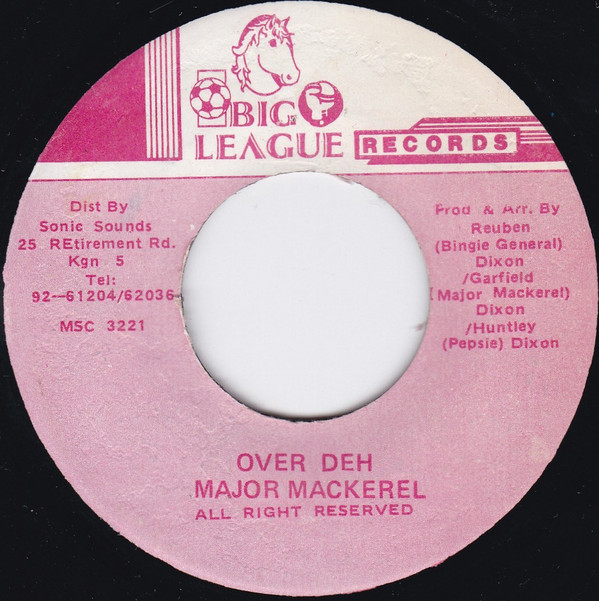 BIG
LEAGUE RECORDS
Dist By
Sonic Sounds
25 REtirement Rd.
Kgn 5
Tel:
92--61204/62036
MSC 3221
Prod & Arr. By
Reuben
(Bingie General)
Dixon
/Garfield
(Major Mackerel)
Dixon
/Huntley
(Pepsie) Dixon
OVER DEH
MAJOR MACKEREL
ALL RIGHT RESERVED